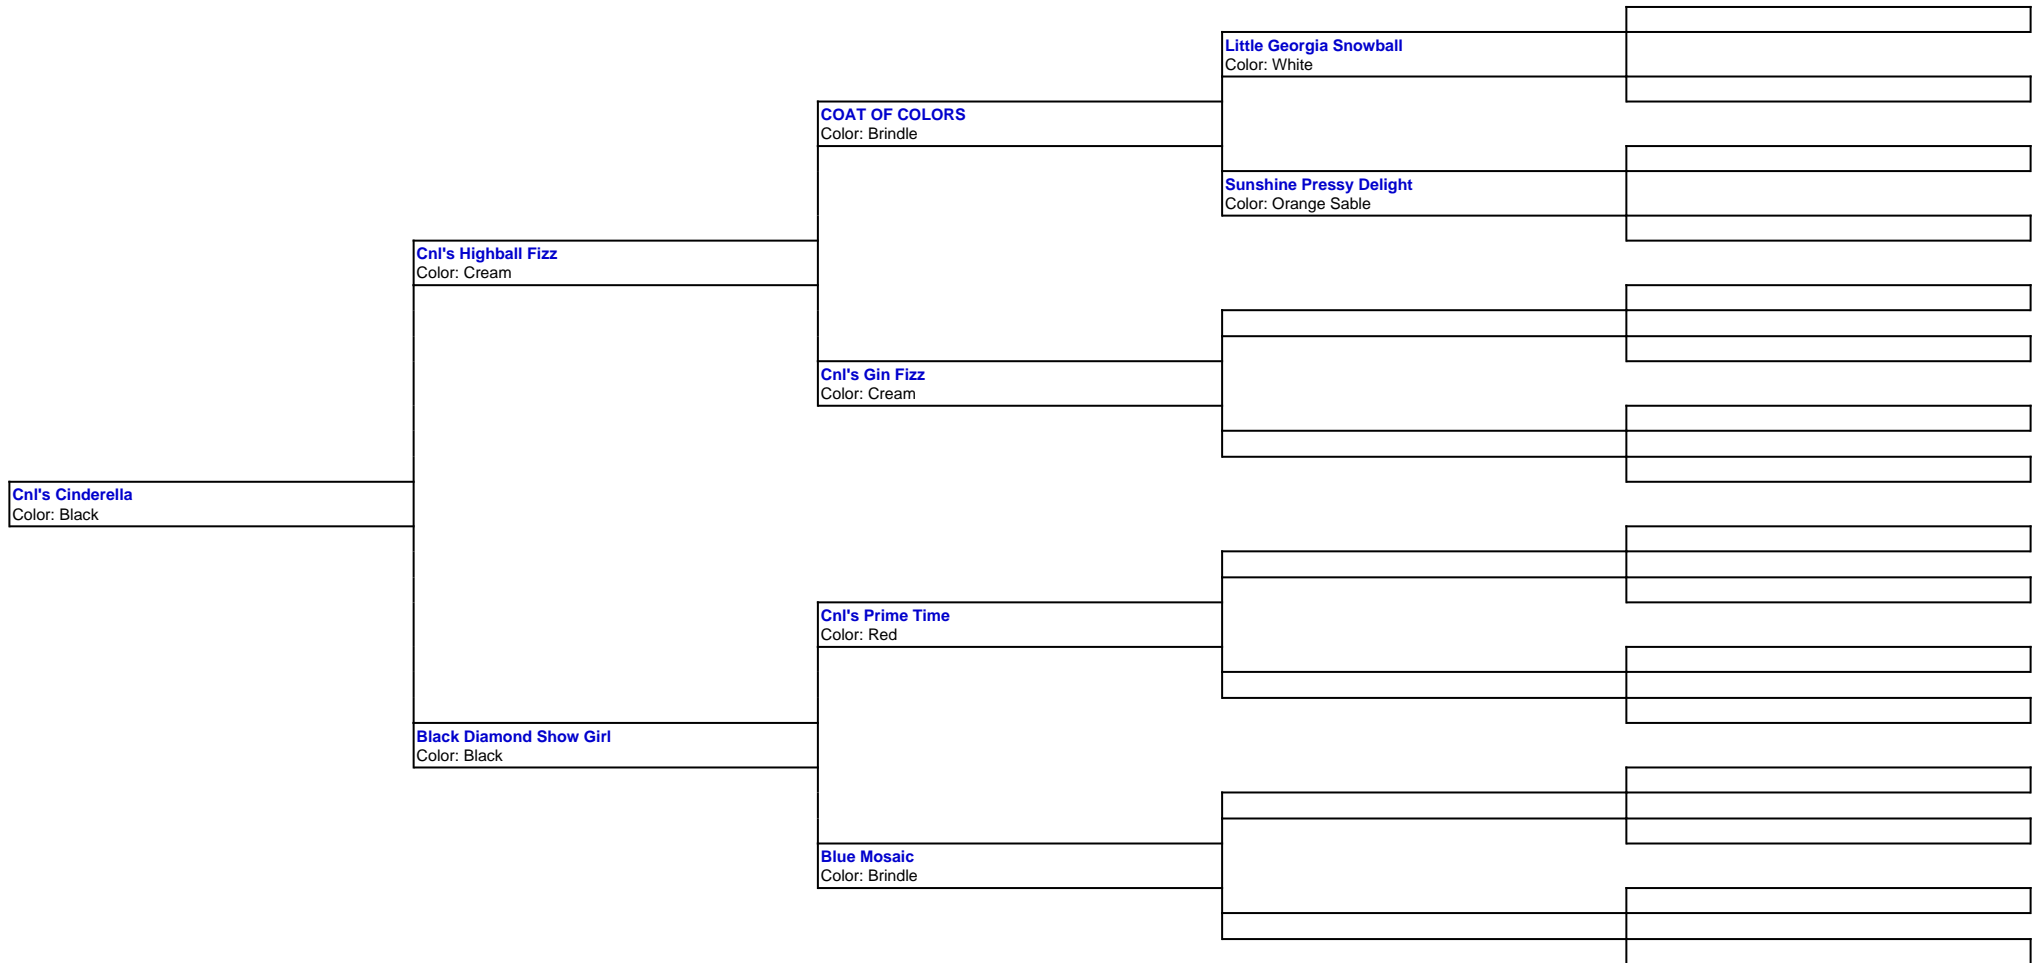 Little Georgia Snowball
Color: White
COAT OF COLORS
Color: Brindle
Sunshine Pressy Delight
Color: Orange Sable
Cnl's Highball Fizz
Color: Cream
Cnl's Gin Fizz
Color: Cream
Cnl's Cinderella
Color: Black
Cnl's Prime Time
Color: Red
Black Diamond Show Girl
Color: Black
Blue Mosaic
Color: Brindle